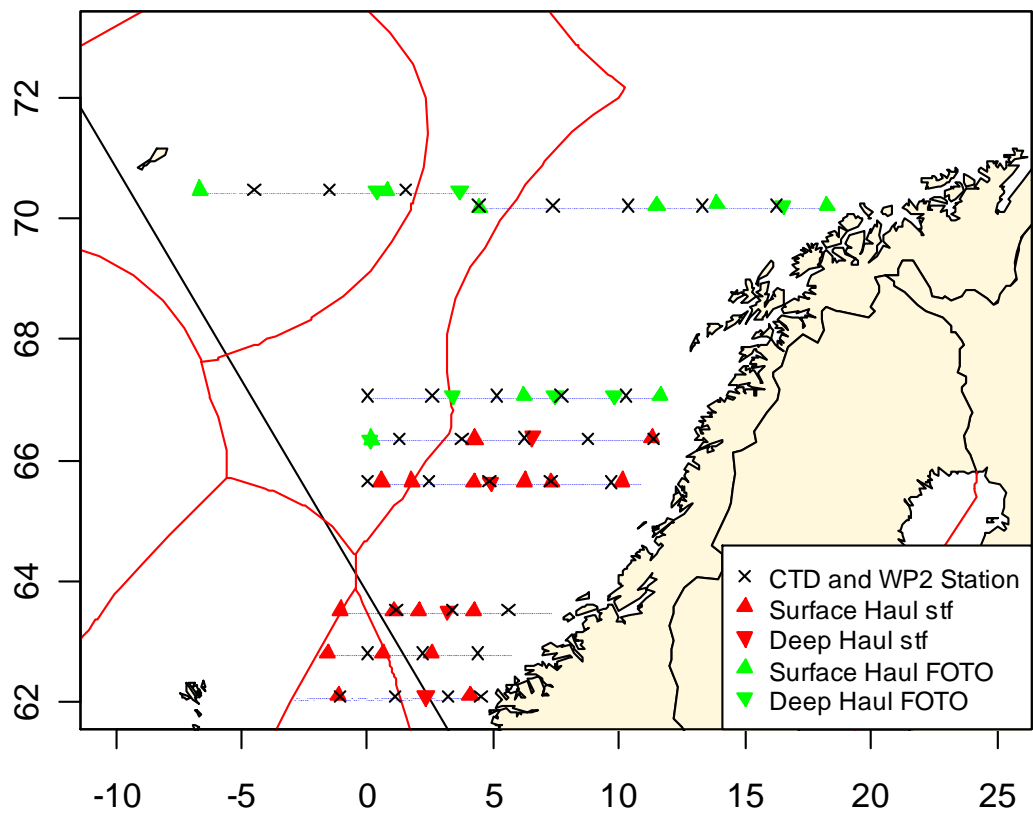 72
70
68
66
64
62
CTD and WP2 Station
Surface Haul stf
Deep Haul stf
Surface Haul FOTO
Deep Haul FOTO
-10 -5 0 5 10 15 20 25